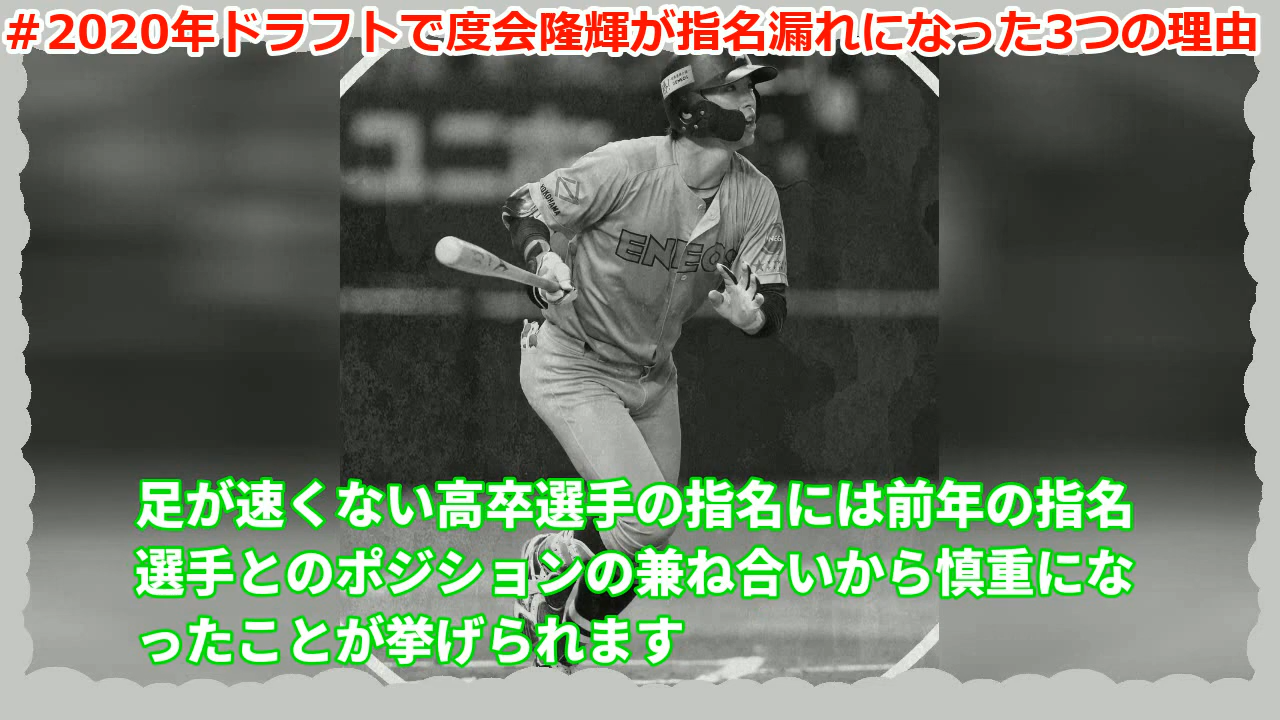 #2020年ドラフトで度会隆輝が指名漏れになった3つの理由
YOKOHAMA
ENEOS
足が速くない高卒選手の指名には前年の指名
選手とのポジションの兼ね合いから慎重にな
ったことが挙げられます